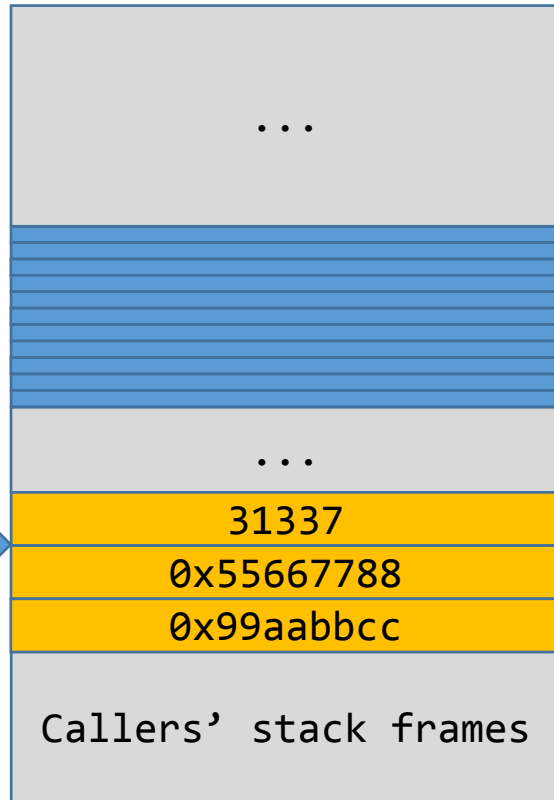 ...
...
31337
0x55667788
0x99aabbcc
Callers’ stack frames